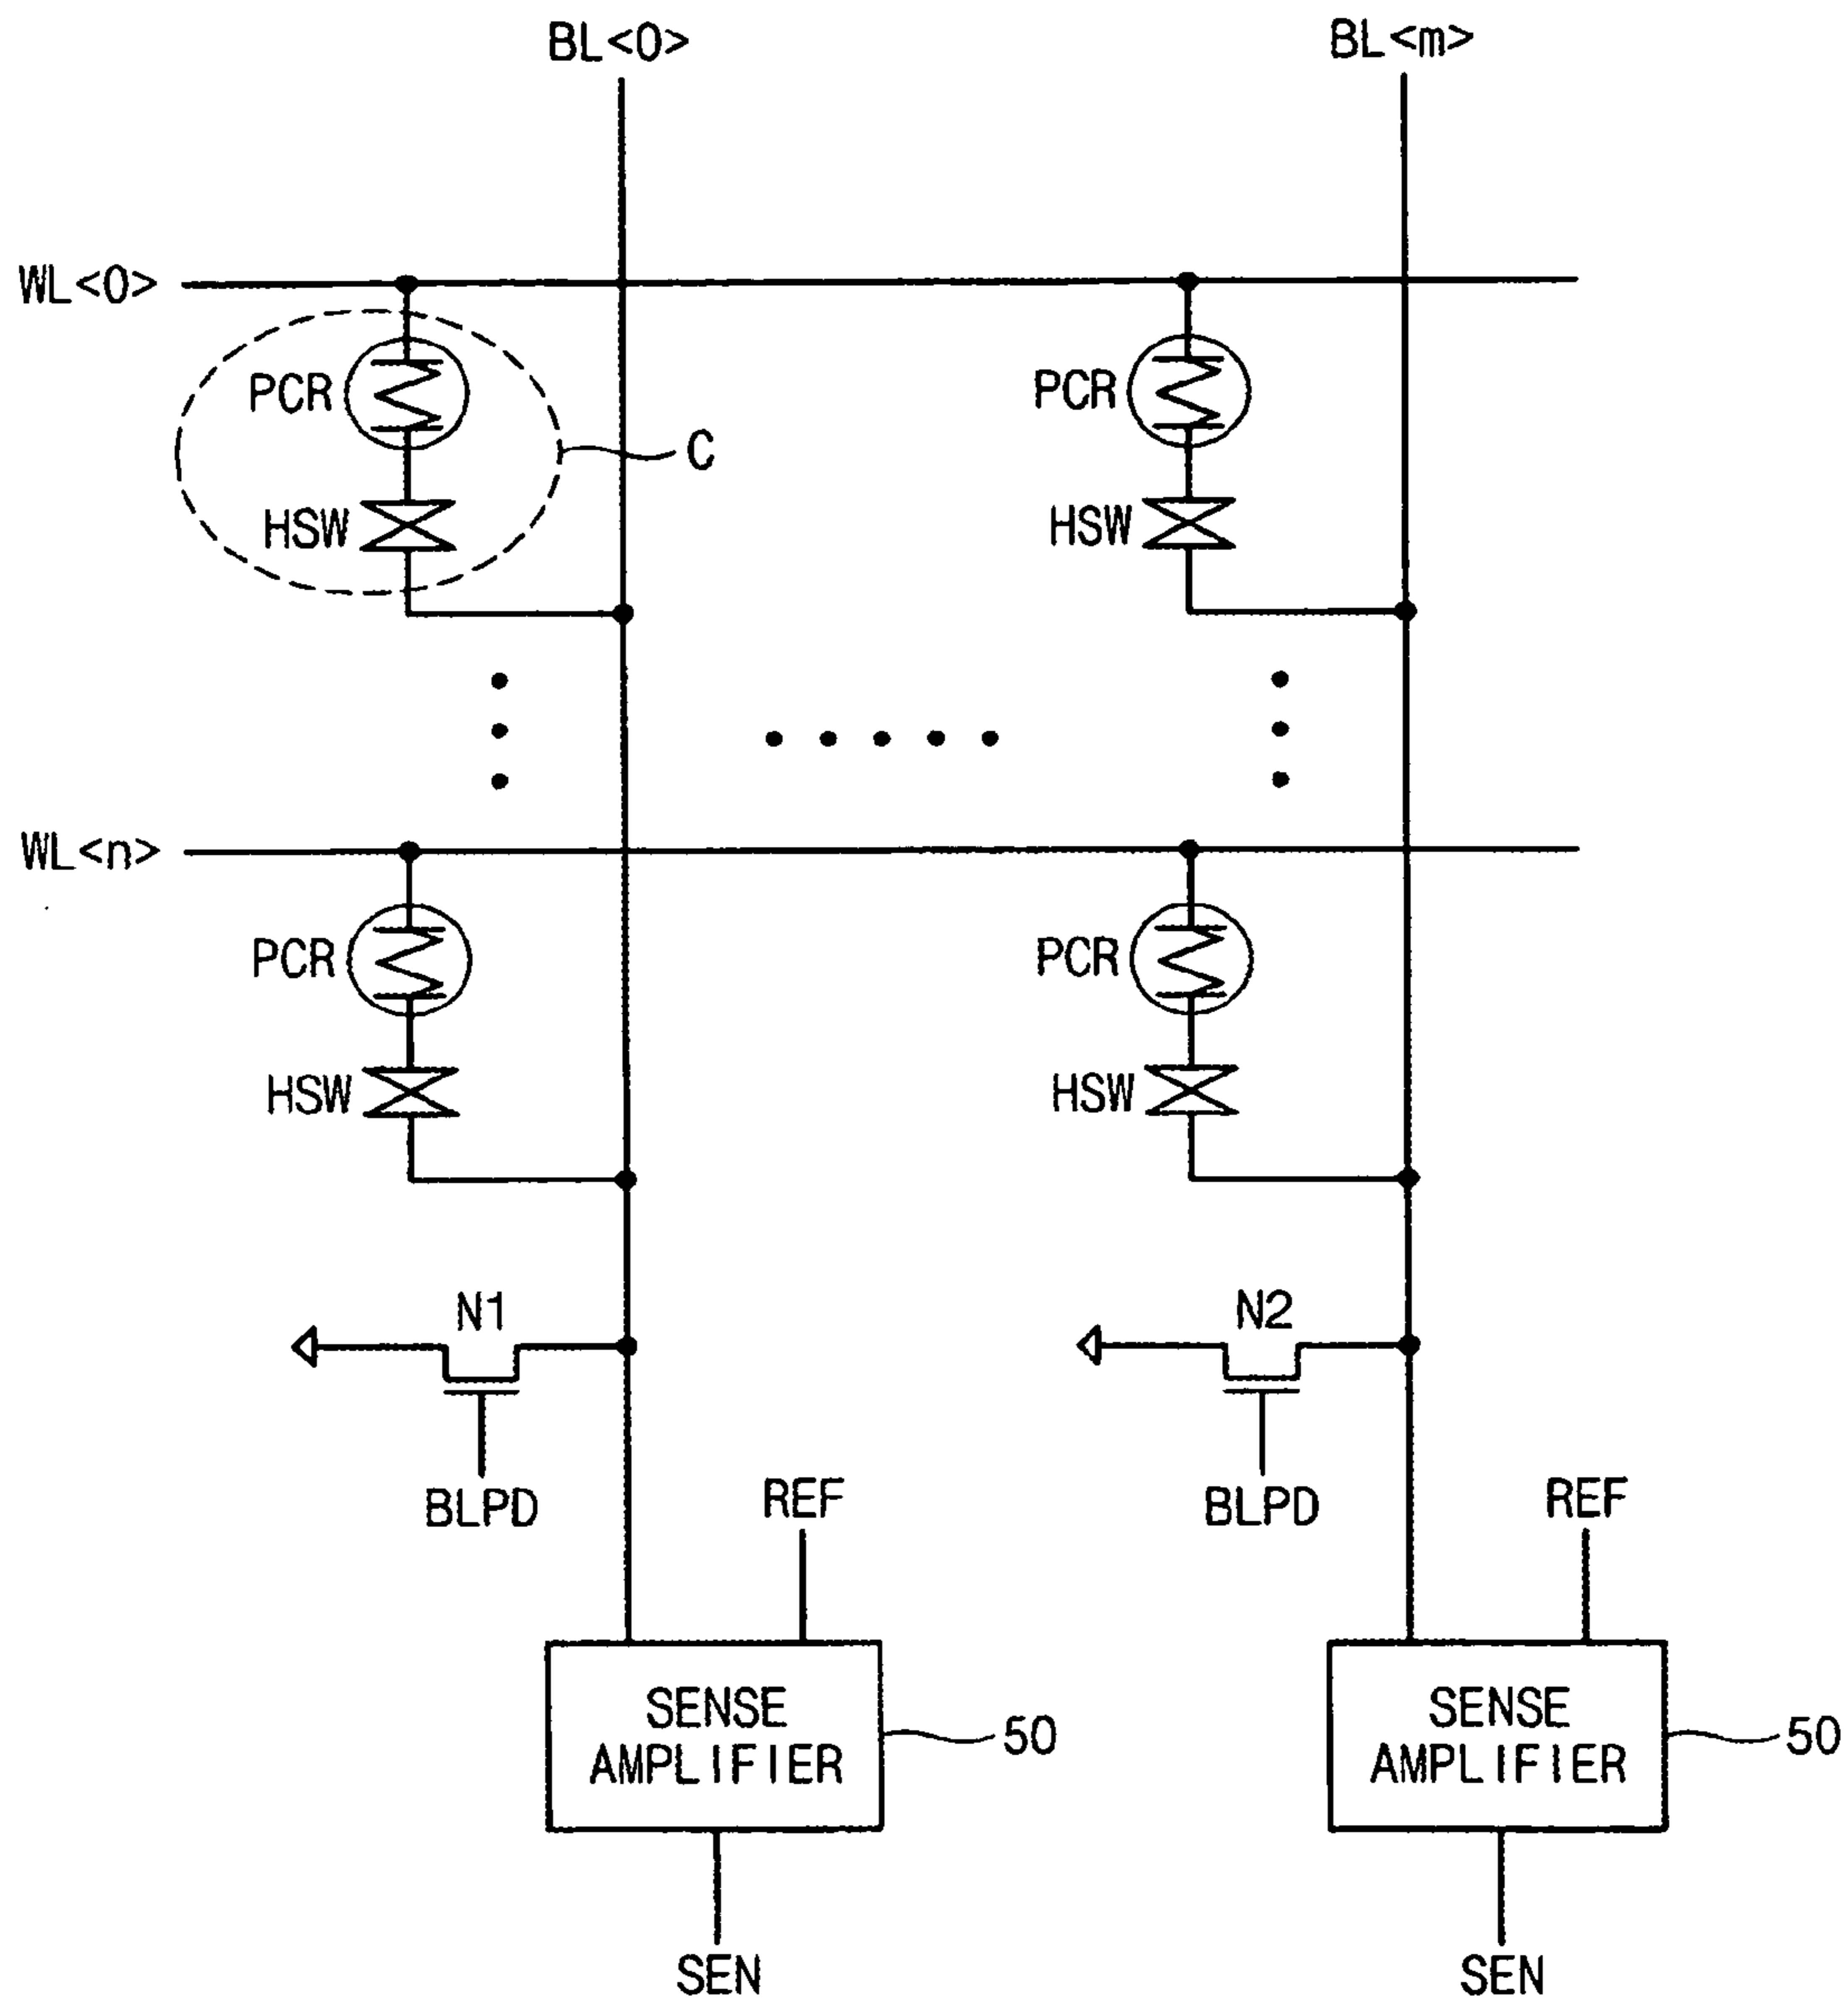 BL<0>
BL<m>
WL<0>
PCR
PCR
C
HSW
HSW
WL<n>
PCR
PCR
HSW
HSW
N1
N2
BLPD
REF
BLPD
REF
SENSE
AMPLIFIER
50
SENSE
AMPLIFIER
50
SEN
SEN